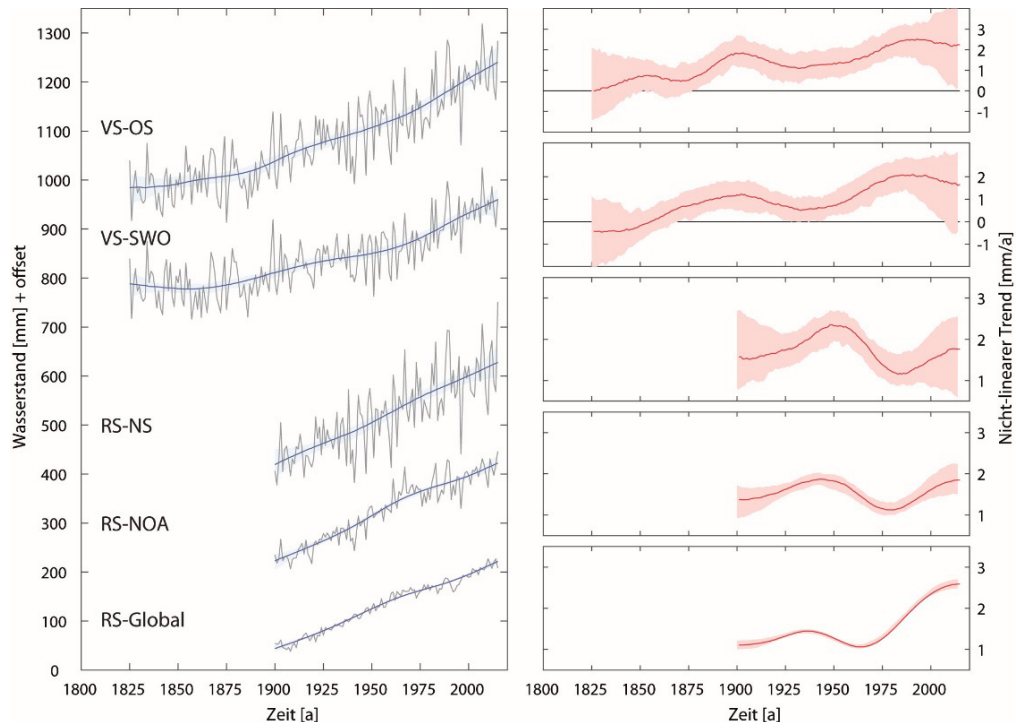 1300
1200
1100
1000
900
800
700
600
500
400
300
200
100
0
Wasserstand [mm] + offset
VS-OS
VS-SWO
RS-NS
RS-NOA
RS-Global
1800 1825 1850 1875 1900 1925 1950 1975 2000
Zeit [a]
3
2
1
0
-1
2
1
0
-1
3
2
1
3
2
1
3
2
1
Nicht-linearer Trend [mm/a]
1800 1825 1850 1875 1900 1925 1950 1975 2000
Zeit [a]